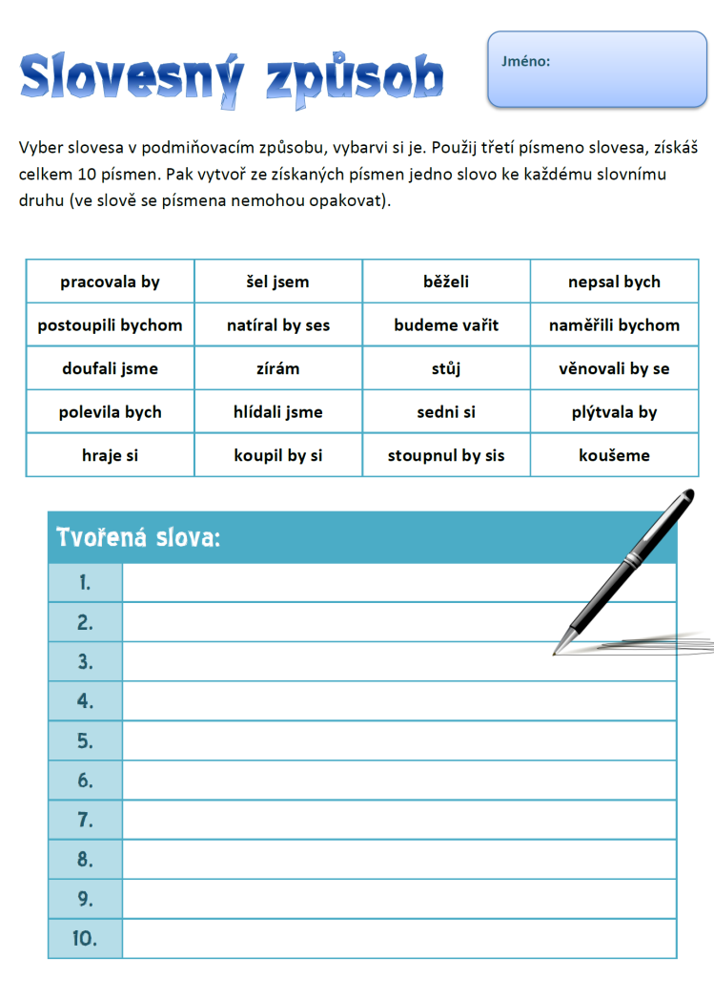 Slovesný způsob
Jméno:
Vyber slovesa v podmiňovacím způsobu, vybarvi si je. Použij třetí písmeno slovesa, získáš
celkem 10 písmen. Pak vytvoř ze získaných písmen jedno slovo ke každému slovnímu
druhu (ve slově se písmena nemohou opakovat).
pracovala by šel jsem běželi nepsal bych
postoupili bychom natíral by ses budeme vařit naměřili bychom
doufali jsme zírám stůj věnovali by se
polevila bych hlídali jsme sedni si plýtvala by
hraje si koupil by si stoupnul by sis koušeme
Tvořená slova:
1.
2.
3.
4.
5.
6.
7.
8.
9.
10.